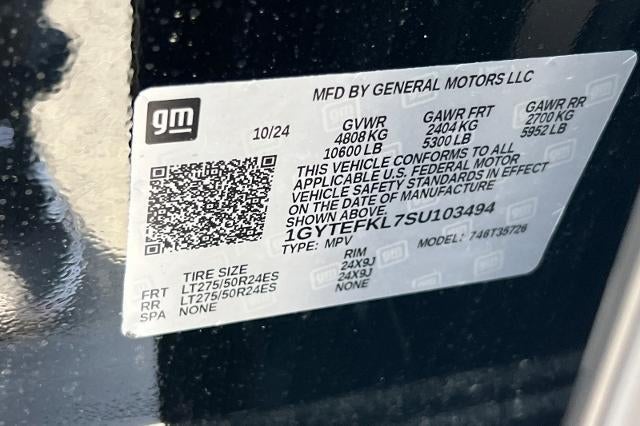 MFD BY GENERAL MOTORS LLC
gm
10/24
GVWR GAWR FRT GAWR RR
4808 KG 2404 KG 2700 KG
10600 LB 5300 LB 5952 LB
THIS VEHICLE CONFORMS TO ALL
APPLICABLE U.S. FEDERAL MOTOR
VEHICLE SAFETY STANDARDS IN EFFECT
ON THE DATE OF MANUFACTURE
SHOWN ABOVE.
1GYTEFKL7SU103494
TYPE: MPV MODEL: 746T35726
TIRE SIZE RIM
FRT LT275/50R24ES 24X9J
RR LT275/50R24ES 24X9J
SPA NONE NONE